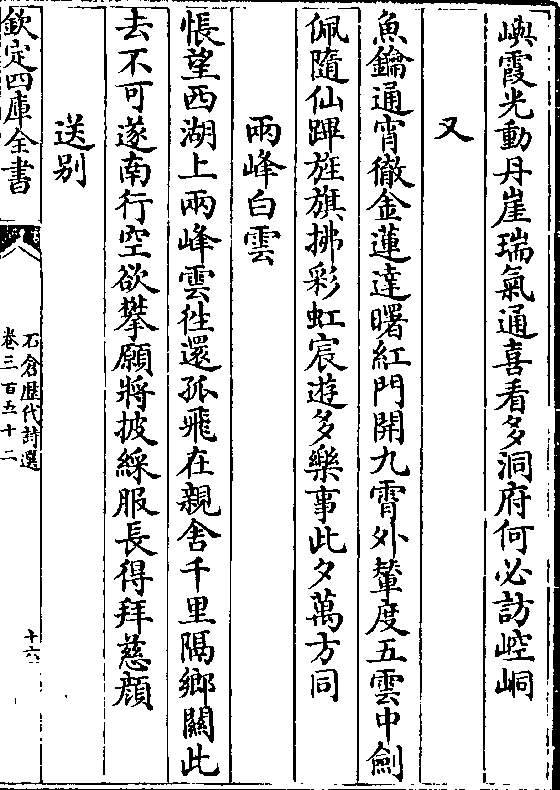 嶼霞光動丹崖瑞氣通喜看多洞府何必訪崆峒
又
魚鑰通宵徹金蓮達曙紅門開九霄外輦度五雲中劍
佩隨仙蹕旌旗拂彩虹宸遊多樂事此夕萬方同
兩峰白雲
悵望西湖上兩峰雲徃還孤飛在親舍千里隔鄉關此
去不可遂南行空欲攀願將披綵服長得拜慈顔
送别
欽定四庫全書
石倉歴代詩選
卷三百五十二
十六